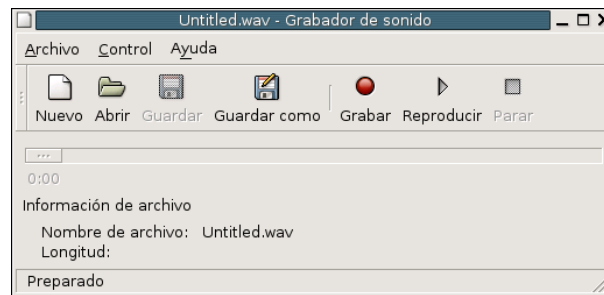 Untitled.wav - Grabador de sonido
Archivo Control Ayuda
Nuevo Abrir Guardar Guardar como Grabar Reproducir Parar
0:00
Información de archivo
Nombre de archivo: Untitled.wav
Longitud:
Preparado